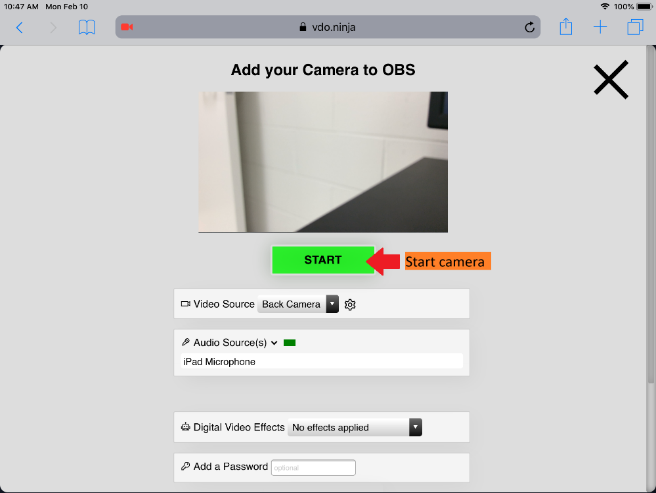 10:47 AM Mon Feb 10
100%
vdo.ninja
Add your Camera to OBS
START
Start camera
Video Source Back Camera
Audio Source(s)
iPad Microphone
Digital Video Effects No effects applied
Add a Password optional